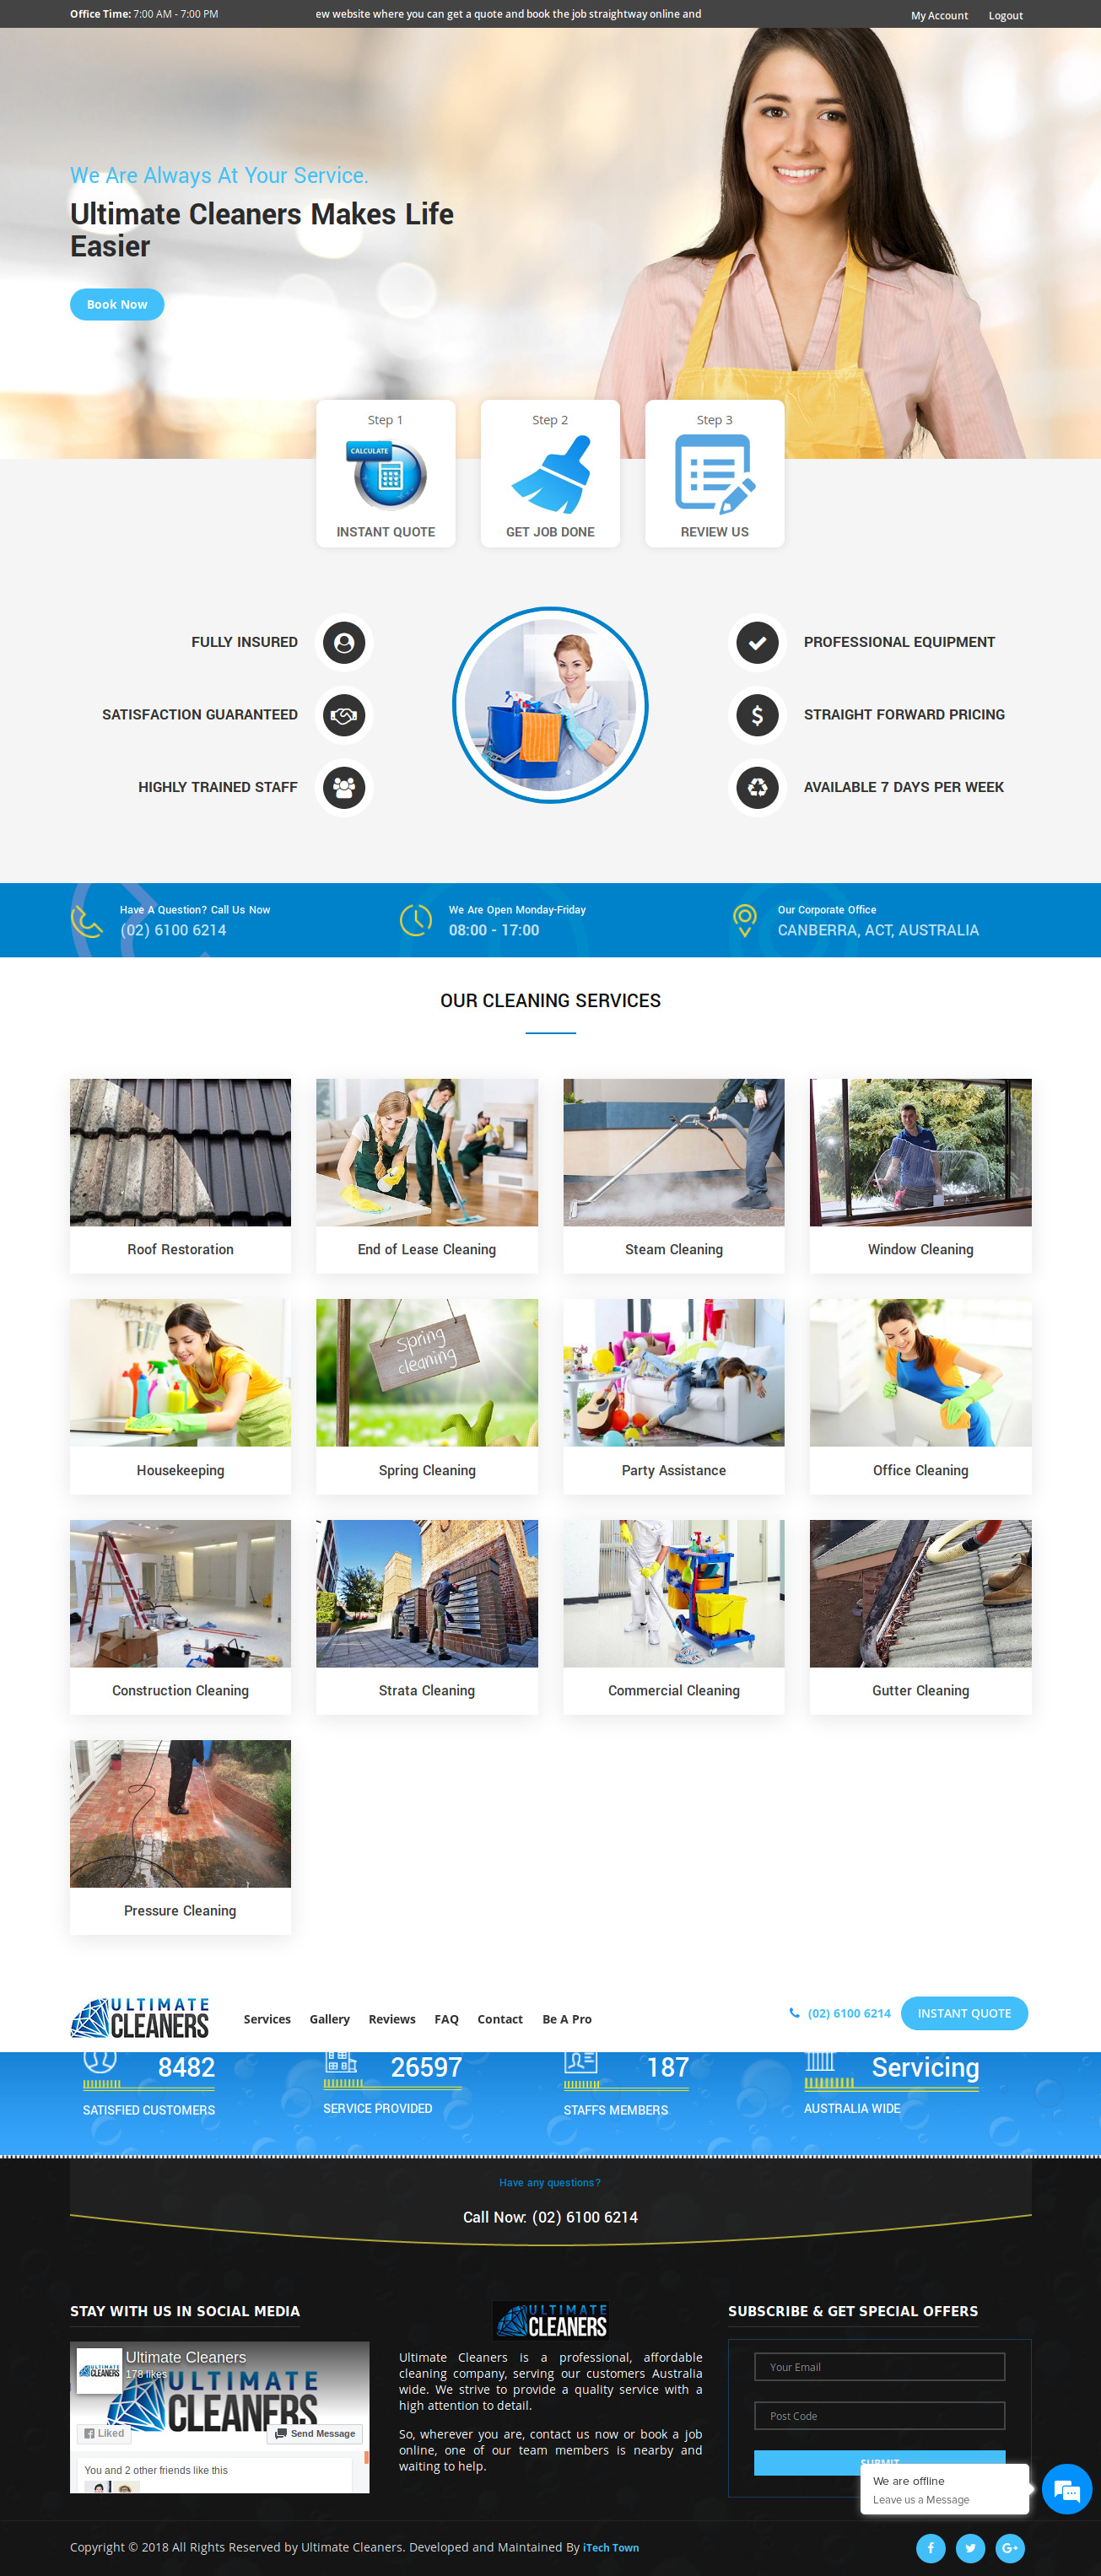 Office Time: 7:00 AM - 7:00 PM
ew website where you can get a quote and book the job straightway online and
My Account
Logout
We Are Always At Your Service.
Ultimate Cleaners Makes Life
Easier
Book Now
Step 1
CALCULATE
INSTANT QUOTE
Step 2
GET JOB DONE
Step 3
REVIEW US
FULLY INSURED
SATISFACTION GUARANTEED
HIGHLY TRAINED STAFF
PROFESSIONAL EQUIPMENT
STRAIGHT FORWARD PRICING
AVAILABLE 7 DAYS PER WEEK
Have A Question? Call Us Now
(02) 6100 6214
We Are Open Monday-Friday
08:00 - 17:00
Our Corporate Office
CANBERRA, ACT, AUSTRALIA
OUR CLEANING SERVICES
Roof Restoration
End of Lease Cleaning
Steam Cleaning
Window Cleaning
Housekeeping
Spring
cleaning
Spring Cleaning
Party Assistance
Office Cleaning
Construction Cleaning
Strata Cleaning
Commercial Cleaning
Gutter Cleaning
Pressure Cleaning
ULTIMATE
CLEANERS
Services
Gallery
Reviews
FAQ
Contact
Be A Pro
(02) 6100 6214
INSTANT QUOTE
8482
SATISFIED CUSTOMERS
26597
SERVICE PROVIDED
187
STAFFS MEMBERS
Servicing
AUSTRALIA WIDE
Have any questions?
Call Now: (02) 6100 6214
STAY WITH US IN SOCIAL MEDIA
ULTIMATE
CLEANERS
Ultimate Cleaners
178 likes
ULTIMATE
CLEANERS
Liked
Send Message
You and 2 other friends like this
ULTIMATE
CLEANERS
Ultimate Cleaners is a professional, affordable
cleaning company, serving our customers Australia
wide. We strive to provide a quality service with a
high attention to detail.
So, wherever you are, contact us now or book a job
online, one of our team members is nearby and
waiting to help.
SUBSCRIBE & GET SPECIAL OFFERS
Your Email
Post Code
SUBMIT
We are offline
Leave us a Message
Copyright © 2018 All Rights Reserved by Ultimate Cleaners. Developed and Maintained By iTech Town